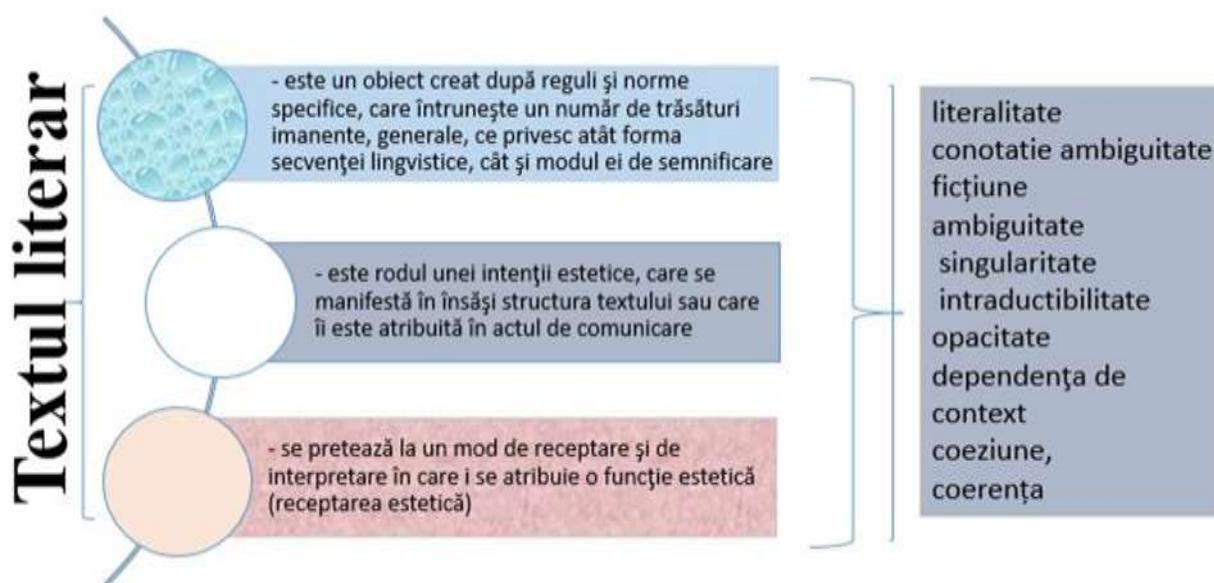 Textul literar
- este un obiect creat după reguli şi norme
specifice, care întruneşte un număr de trăsături
imanente, generale, ce privesc atât forma
secvenţei lingvistice, cât şi modul ei de semnificare
- este rodul unei intenţii estetice, care se
manifestă în însăşi structura textului sau care
îi este atribuită în actul de comunicare
- se pretează la un mod de receptare şi de
interpretare în care i se atribuie o funcţie estetică
(receptarea estetică)
literalitate
conotatie ambiguitate
ficțiune
ambiguitate
singularitate
intraductibilitate
opacitate
dependenţa de
context
coeziune,
coerența